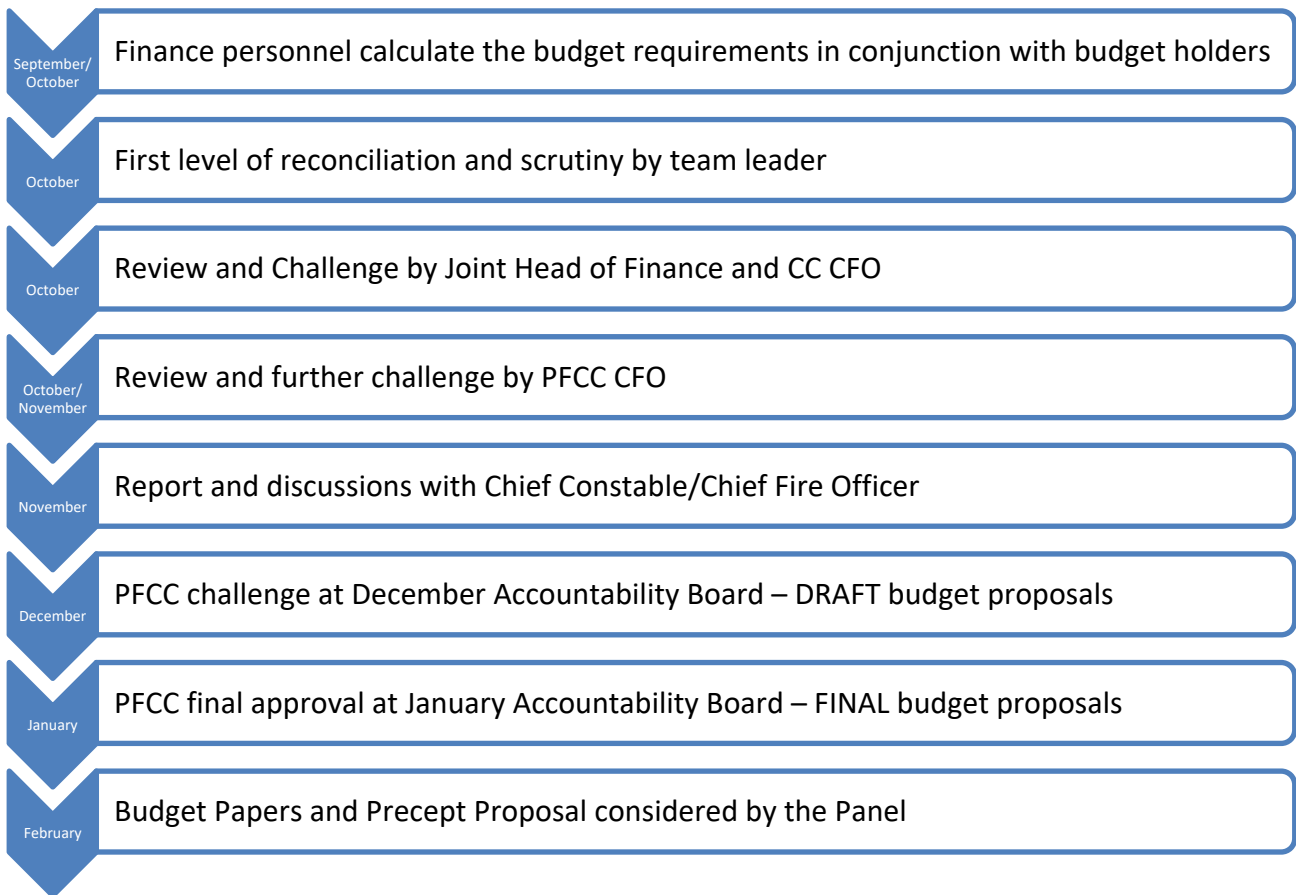 September/
October
Finance personnel calculate the budget requirements in conjunction with budget holders
October
First level of reconciliation and scrutiny by team leader
October
Review and Challenge by Joint Head of Finance and CC CFO
October/
November
Review and further challenge by PFCC CFO
November
Report and discussions with Chief Constable/Chief Fire Officer
December
PFCC challenge at December Accountability Board – DRAFT budget proposals
January
PFCC final approval at January Accountability Board – FINAL budget proposals
February
Budget Papers and Precept Proposal considered by the Panel